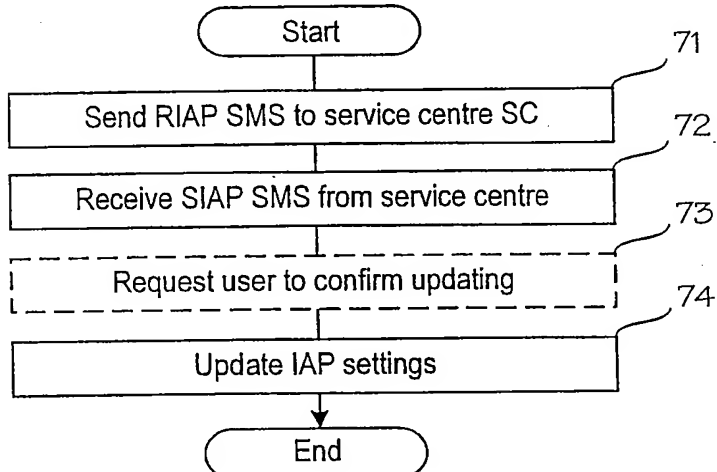 Start
71
Send RIAP SMS to service centre SC
72
Receive SIAP SMS from service centre
73
Request user to confirm updating
74
Update IAP settings
End